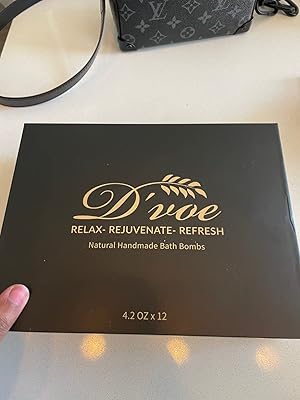 D'voe
RELAX- REJUVENATE- REFRESH
Natural Handmade Bath Bombs
4.2 OZ x 12